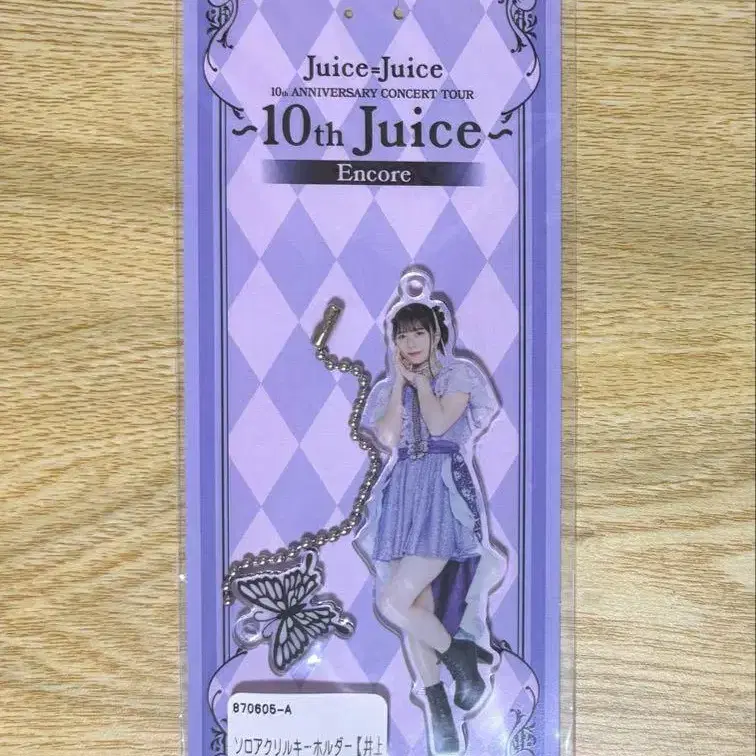 Juice=Juice
10th ANNIVERSARY CONCERT TOUR
~10th Juice~
Encore
870605-A
ソロアクリルキーホルダー【井上